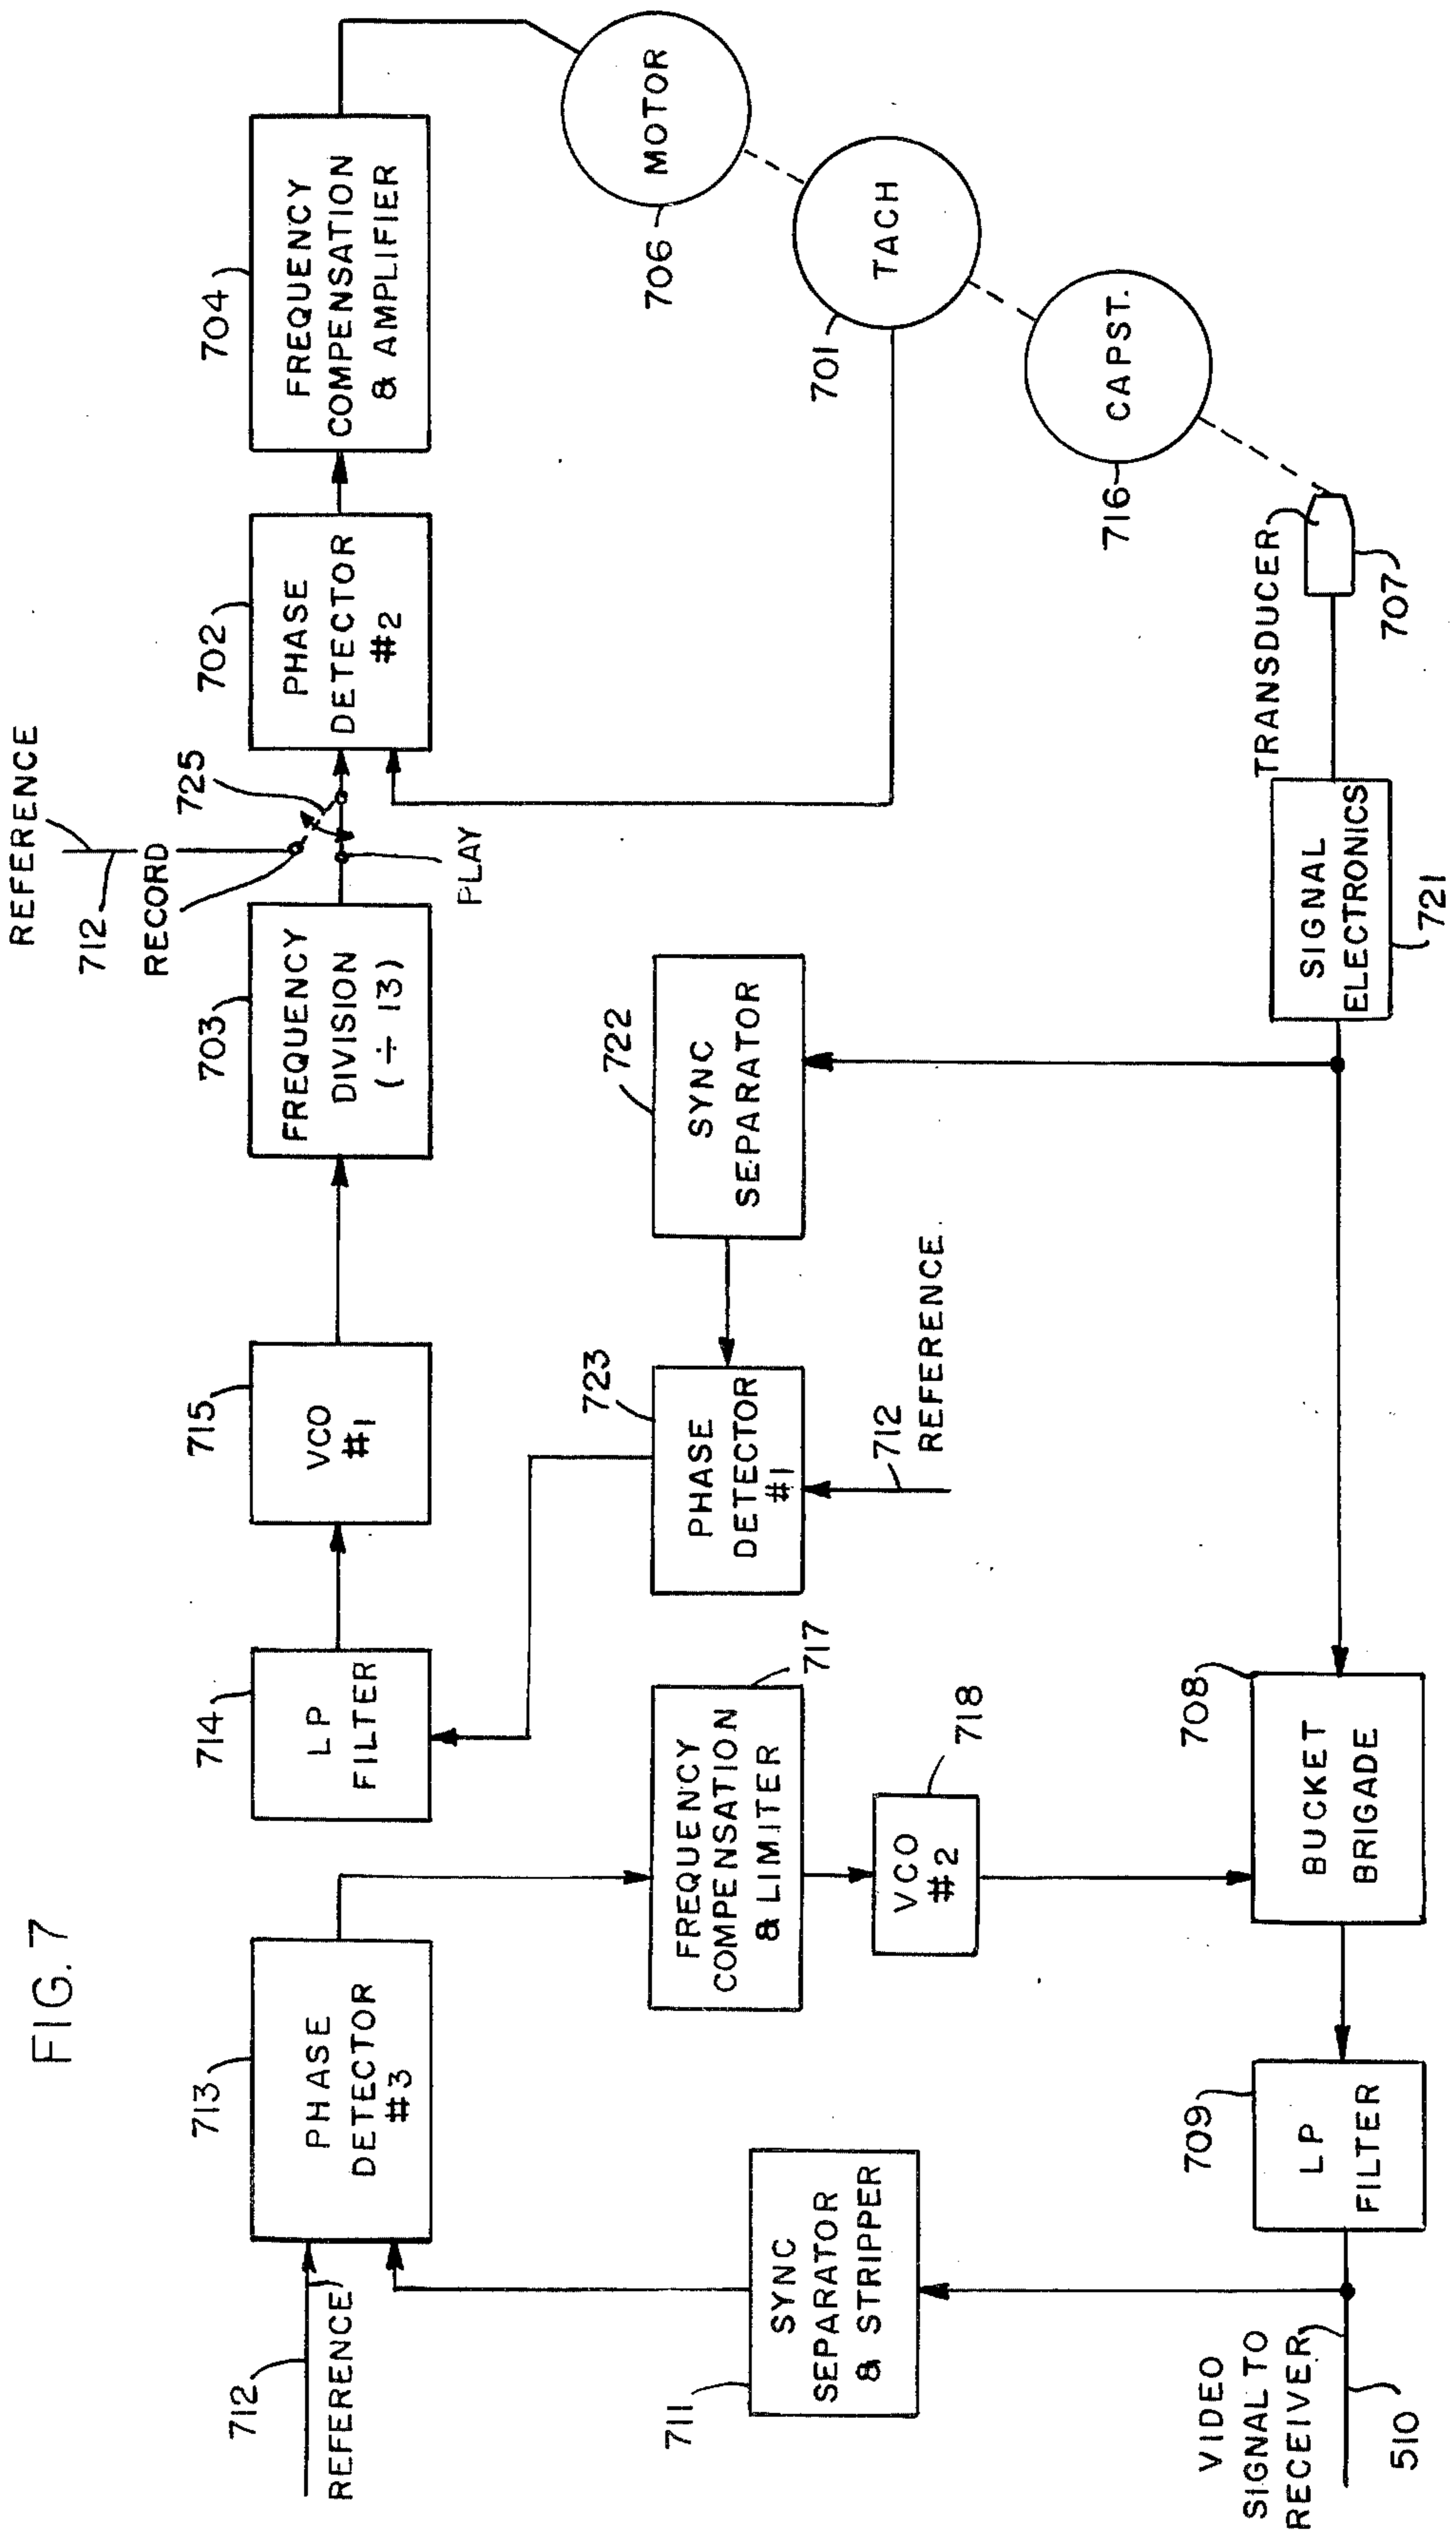 FIG. 7
712
REFERENCE
713
PHASE
DETECTOR
#3
714
LP
FILTER
715
VCO
#1
703
FREQUENCY
DIVISION
(÷ 13)
REFERENCE
712
RECORD
725
PLAY
702
PHASE
DETECTOR
#2
704
FREQUENCY
COMPENSATION
& AMPLIFIER
MOTOR
706
TACH
701
CAPST.
716
711
SYNC
SEPARATOR
& STRIPPER
717
FREQUENCY
COMPENSATION
& LIMITER
718
VCO
#2
723
PHASE
DETECTOR
#1
712
REFERENCE
722
SYNC
SEPARATOR
VIDEO
SIGNAL TO
RECEIVER
510
709
LP
FILTER
708
BUCKET
BRIGADE
SIGNAL
ELECTRONICS
721
TRANSDUCER
707